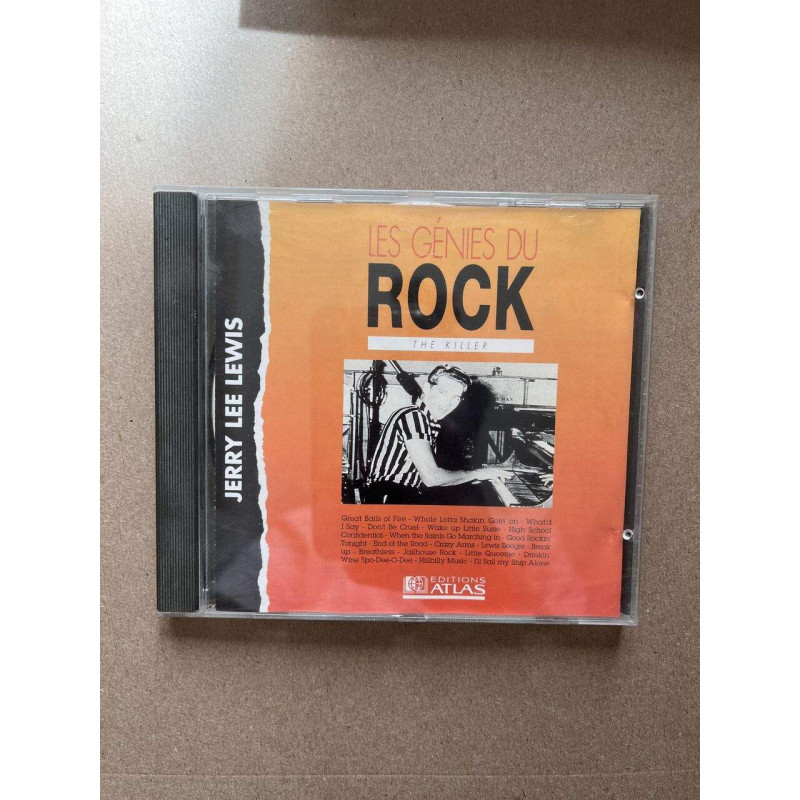 JERRY LEE LEWIS
LES GÉNIES DU
ROCK
THE KILLER
Great Balls of Fire - Whole Lotta Shakin' Goin' on - What'd
I Say - Don't Be Cruel - Wake up Little Susie - High School
Confidential - When the Saints Go Marching in - Good Rockin'
Tonight - End of the Road - Crazy Arms - Lewis Boogie - Break
up - Breathless - Jailhouse Rock - Little Queenie - Drinkin'
Wine Spo-Dee-O-Dee - Hillbilly Music - I'll Sail my Ship Alone
EDITIONS
ATLAS